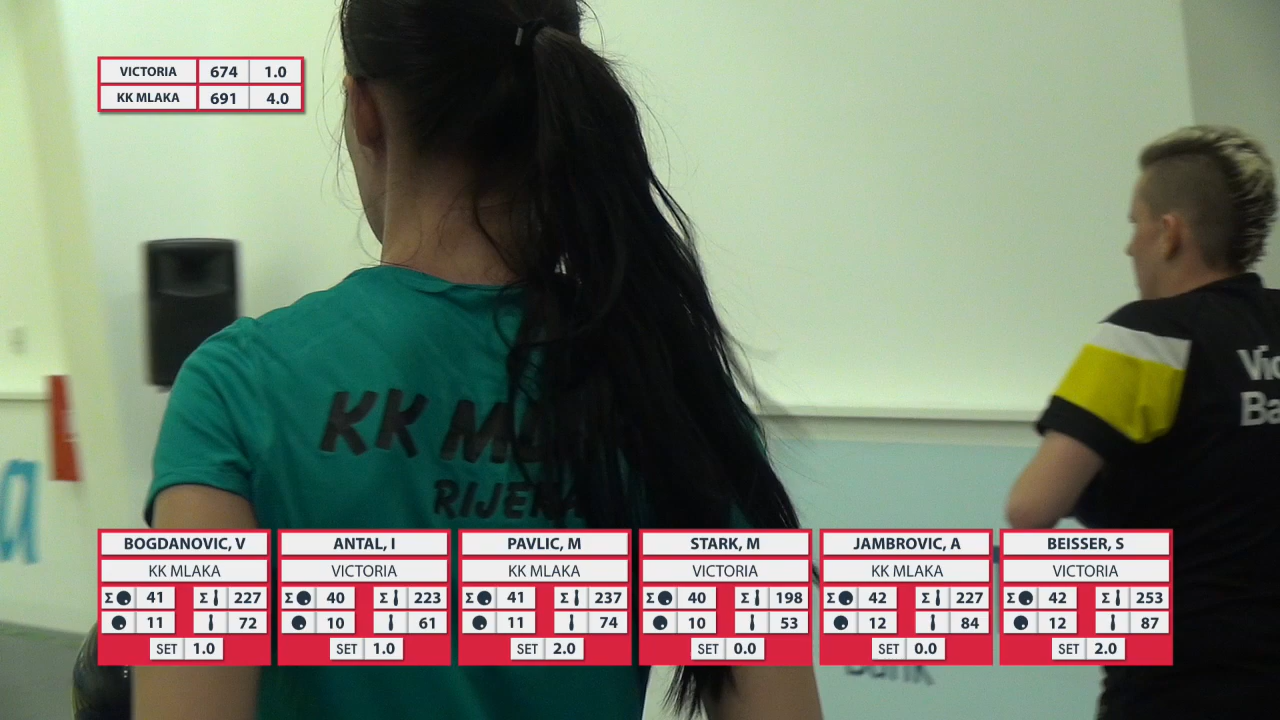 VICTORIA 674 1.0
KK MLAKA 691 4.0
KK M
RIJEKA
Vic
Ba
a
BOGDANOVIC, V
KK MLAKA
Σ 41 Σ 227
11 72
SET 1.0
ANTAL, I
VICTORIA
Σ 40 Σ 223
10 61
SET 1.0
PAVLIC, M
KK MLAKA
Σ 41 Σ 237
11 74
SET 2.0
STARK, M
VICTORIA
Σ 40 Σ 198
10 53
SET 0.0
JAMBROVIC, A
KK MLAKA
Σ 42 Σ 227
12 84
SET 0.0
BEISSER, S
VICTORIA
Σ 42 Σ 253
12 87
SET 2.0